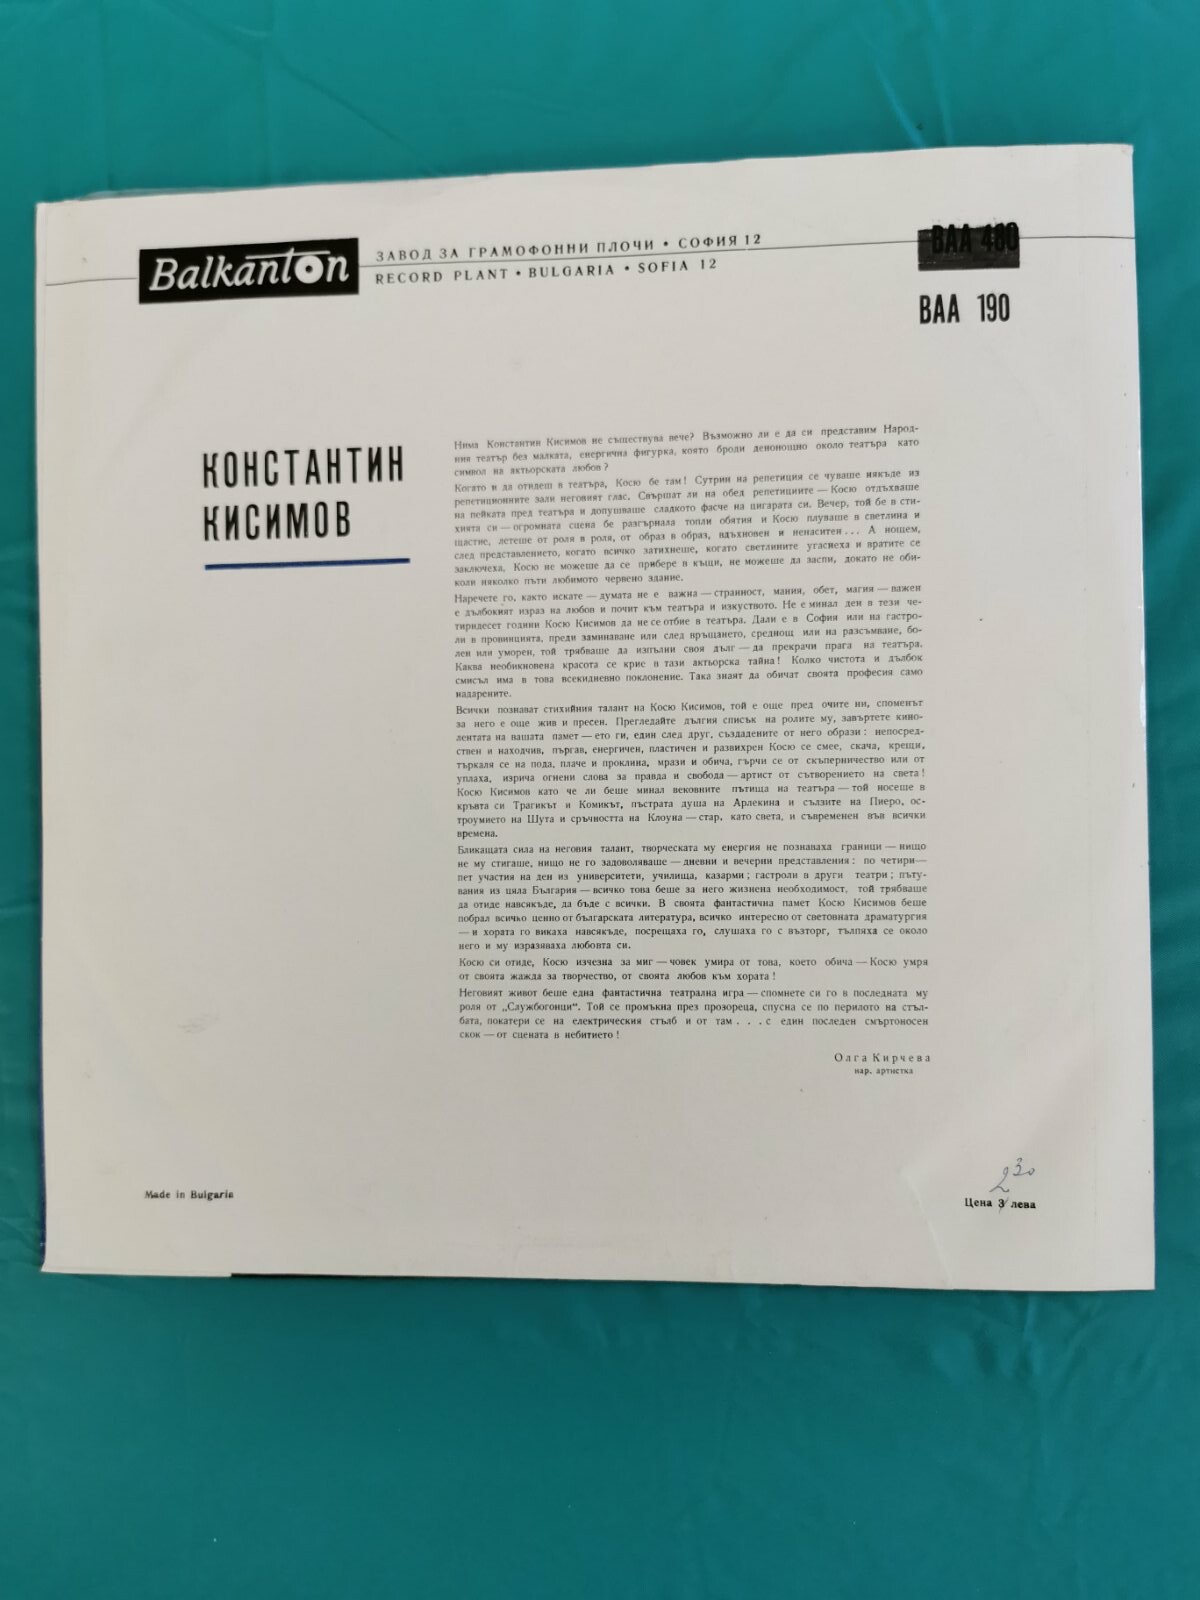 Balkanton
ЗАВОД ЗА ГРАМОФОННИ ПЛОЧИ • СОФИЯ 12
RECORD PLANT • BULGARIA • SOFIA 12
ВАА 480
ВАА 190
КОНСТАНТИН
КИСИМОВ
Нима Константин Кисимов не съществува вече? Възможно ли е да си представим Народ-
ния театър без малката, енергична фигурка, която броди денонощно около театъра като
символ на актьорската любов?
Когато и да отидеш в театъра, Косю бе там! Сутрин на репетиция се чуваше някъде из
репетиционните зали неговият глас. Свършат ли на обед репетициите — Косю отдъхваше
на пейката пред театъра и допушваше сладкото фасче на цигарата си. Вечер, той бе в сти-
хията си — огромната сцена бе разгърнала топли обятия и Косю плуваше в светлина и
щастие, летеше от роля в роля, от образ в образ, вдъхновен и ненаситен... А нощем,
след представлението, когато всичко затихнеше, когато светлините угаснеха и вратите се
заключеха, Косю не можеше да се прибере в къщи, не можеше да заспи, докато не оби-
коли няколко пъти любимото червено здание.
Наречете го, както искате — думата не е важна — странност, мания, обет, магия — важен
е дълбокият израз на любов и почит към театъра и изкуството. Не е минал ден в тези че-
тиридесет години Косю Кисимов да не се отбие в театъра. Дали е в София или на гастро-
ли в провинцията, преди заминаване или след връщането, среднощ или на разсъмване, бо-
лен или уморен, той трябваше да изпълни своя дълг — да прекрачи прага на театъра.
Каква необикновена красота се крие в тази актьорска тайна! Колко чистота и дълбок
смисъл има в това всекидневно поклонение. Така знаят да обичат своята професия само
надарените.
Всички познават стихийния талант на Косю Кисимов, той е още пред очите ни, споменът
за него е още жив и пресен. Прегледайте дългия списък на ролите му, завъртете кино-
лентата на вашата памет — ето ги, един след друг, създадените от него образи: непосред-
ствен и находчив, пъргав, енергичен, пластичен и развихрен Косю се смее, скача, крещи,
търкаля се на пода, плаче и проклина, мрази и обича, гърчи се от скъперничество или от
уплаха, изрича огнени слова за правда и свобода — артист от сътворението на света!
Косю Кисимов като че ли беше минал вековните пътища на театъра — той носеше в
кръвта си Трагикът и Комикът, пъстрата душа на Арлекина и сълзите на Пиеро, ос-
троумието на Шута и сръчността на Клоуна — стар, като света, и съвременен във всички
времена.
Бликащата сила на неговия талант, творческата му енергия не познаваха граници — нищо
не му стигаше, нищо не го задоволяваше — дневни и вечерни представления: по четири—
пет участия на ден из университети, училища, казарми; гастроли в други театри; пъту-
вания из цяла България — всичко това беше за него жизнена необходимост, той трябваше
да отиде навсякъде, да бъде с всички. В своята фантастична памет Косю Кисимов беше
побрал всичко ценно от българската литература, всичко интересно от световната драматургия
— и хората го викаха навсякъде, посрещаха го, слушаха го с възторг, тълпяха се около
него и му изразяваха любовта си.
Косю си отиде, Косю изчезна за миг — човек умира от това, което обича — Косю умря
от своята жажда за творчество, от своята любов към хората!
Неговият живот беше една фантастична театрална игра — спомнете си го в последната му
роля от „Службогонци“. Той се промъкна през прозореца, спусна се по перилото на стъл-
бата, покатери се на електрическия стълб и от там . . . с един последен смъртоносен
скок — от сцената в небитието!
Олга Кирчева
нар. артистка
Made in Bulgaria
2 30
Цена 3 лева